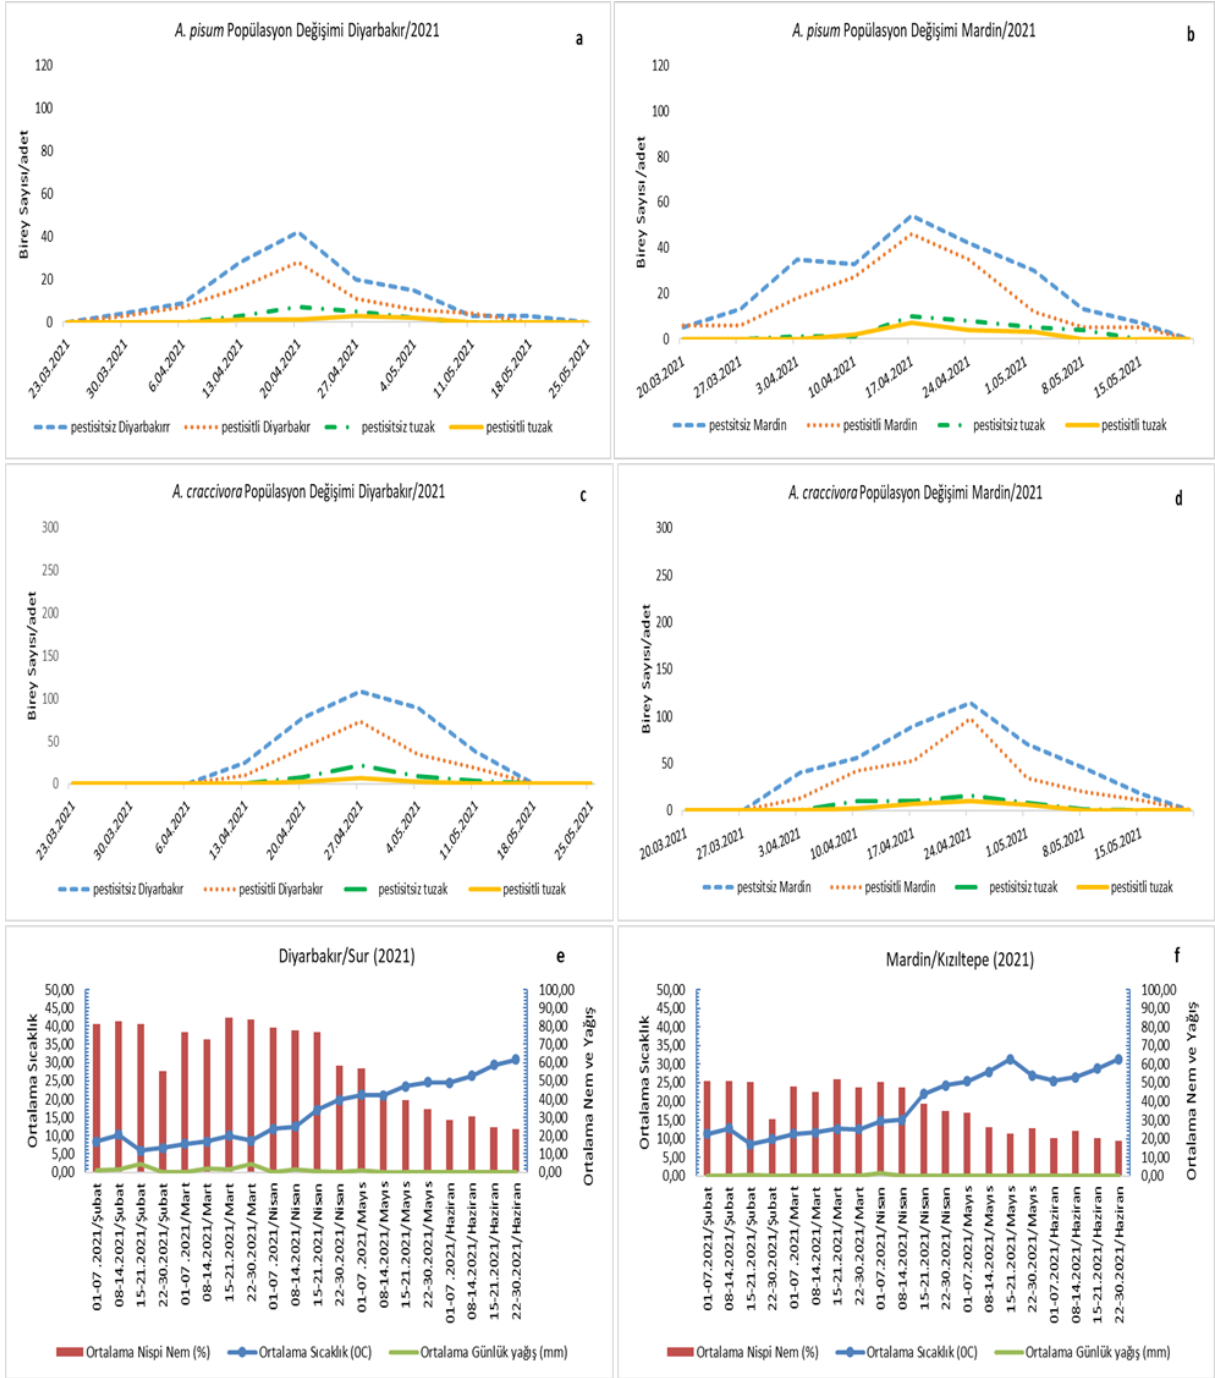 A. pisum Popülasyon Değişimi Diyarbakır/2021
a
Birey Sayısı/adet
120
100
80
60
40
20
0
23.03.2021
30.03.2021
6.04.2021
13.04.2021
20.04.2021
27.04.2021
4.05.2021
11.05.2021
18.05.2021
25.05.2021
pestisitsiz Diyarbakırr
pestisitli Diyarbakır
pestisitsiz tuzak
pestisitli tuzak
A. pisum Popülasyon Değişimi Mardin/2021
b
Birey Sayısı/adet
120
100
80
60
40
20
0
20.03.2021
27.03.2021
3.04.2021
10.04.2021
17.04.2021
24.04.2021
1.05.2021
8.05.2021
15.05.2021
pestsitsiz Mardin
pestisitli Mardin
pestisitsiz tuzak
pestisitli tuzak
A. craccivora Popülasyon Değişimi Diyarbakır/2021
c
Birey Sayısı/adet
300
250
200
150
100
50
0
23.03.2021
30.03.2021
6.04.2021
13.04.2021
20.04.2021
27.04.2021
4.05.2021
11.05.2021
18.05.2021
25.05.2021
pestisitsiz Diyarbakır
pestisitli Diyarbakır
pestisitsiz tuzak
pestisitli tuzak
A. craccivora Popülasyon Değişimi Mardin/2021
d
Birey Sayısı/adet
300
250
200
150
100
50
0
20.03.2021
27.03.2021
3.04.2021
10.04.2021
17.04.2021
24.04.2021
1.05.2021
8.05.2021
15.05.2021
pestsitsiz Mardin
pestisitli Mardin
pestisitsiz tuzak
pestisitli tuzak
Diyarbakır/Sur (2021)
e
Ortalama Sıcaklık
50,00
45,00
40,00
35,00
30,00
25,00
20,00
15,00
10,00
5,00
0,00
100,00
90,00
80,00
70,00
60,00
50,00
40,00
30,00
20,00
10,00
0,00
Ortalama Nem ve Yağış
01-07 .2021/Şubat
08-14.2021/Şubat
15-21.2021/Şubat
22-30.2021/Şubat
01-07 .2021/Mart
08-14.2021/Mart
15-21.2021/Mart
22-30.2021/Mart
01-07 .2021/Nisan
08-14.2021/Nisan
15-21.2021/Nisan
22-30.2021/Nisan
01-07.2021/Mayıs
08-14.2021/Mayıs
15-21.2021/Mayıs
22-30.2021/Mayıs
01-07.2021/Haziran
08-14.2021/Haziran
15-21.2021/Haziran
22-30.2021/Haziran
Ortalama Nispi Nem (%)
Ortalama Sıcaklık (0C)
Ortalama Günlük yağış (mm)
Mardin/Kızıltepe (2021)
f
Ortalama Sıcaklık
50,00
45,00
40,00
35,00
30,00
25,00
20,00
15,00
10,00
5,00
0,00
100,00
90,00
80,00
70,00
60,00
50,00
40,00
30,00
20,00
10,00
0,00
Ortalama Nem ve Yağış
01-07.2021/Şubat
08-14.2021/Şubat
15-21.2021/Şubat
22-30.2021/Şubat
01-07 .2021/Mart
08-14.2021/Mart
15-21.2021/Mart
22-30.2021/Mart
01-07.2021/Nisan
08-14.2021/Nisan
15-21.2021/Nisan
22-30.2021/Nisan
01-07.2021/Mayıs
08-14.2021/Mayıs
15-21.2021/Mayıs
22-30.2021/Mayıs
01-07.2021/Haziran
08-14.2021/Haziran
15-21.2021/Haziran
22-30.2021/Haziran
Ortalama Nispi Nem (%)
Ortalama Sıcaklık (0C)
Ortalama Günlük yağış (mm)